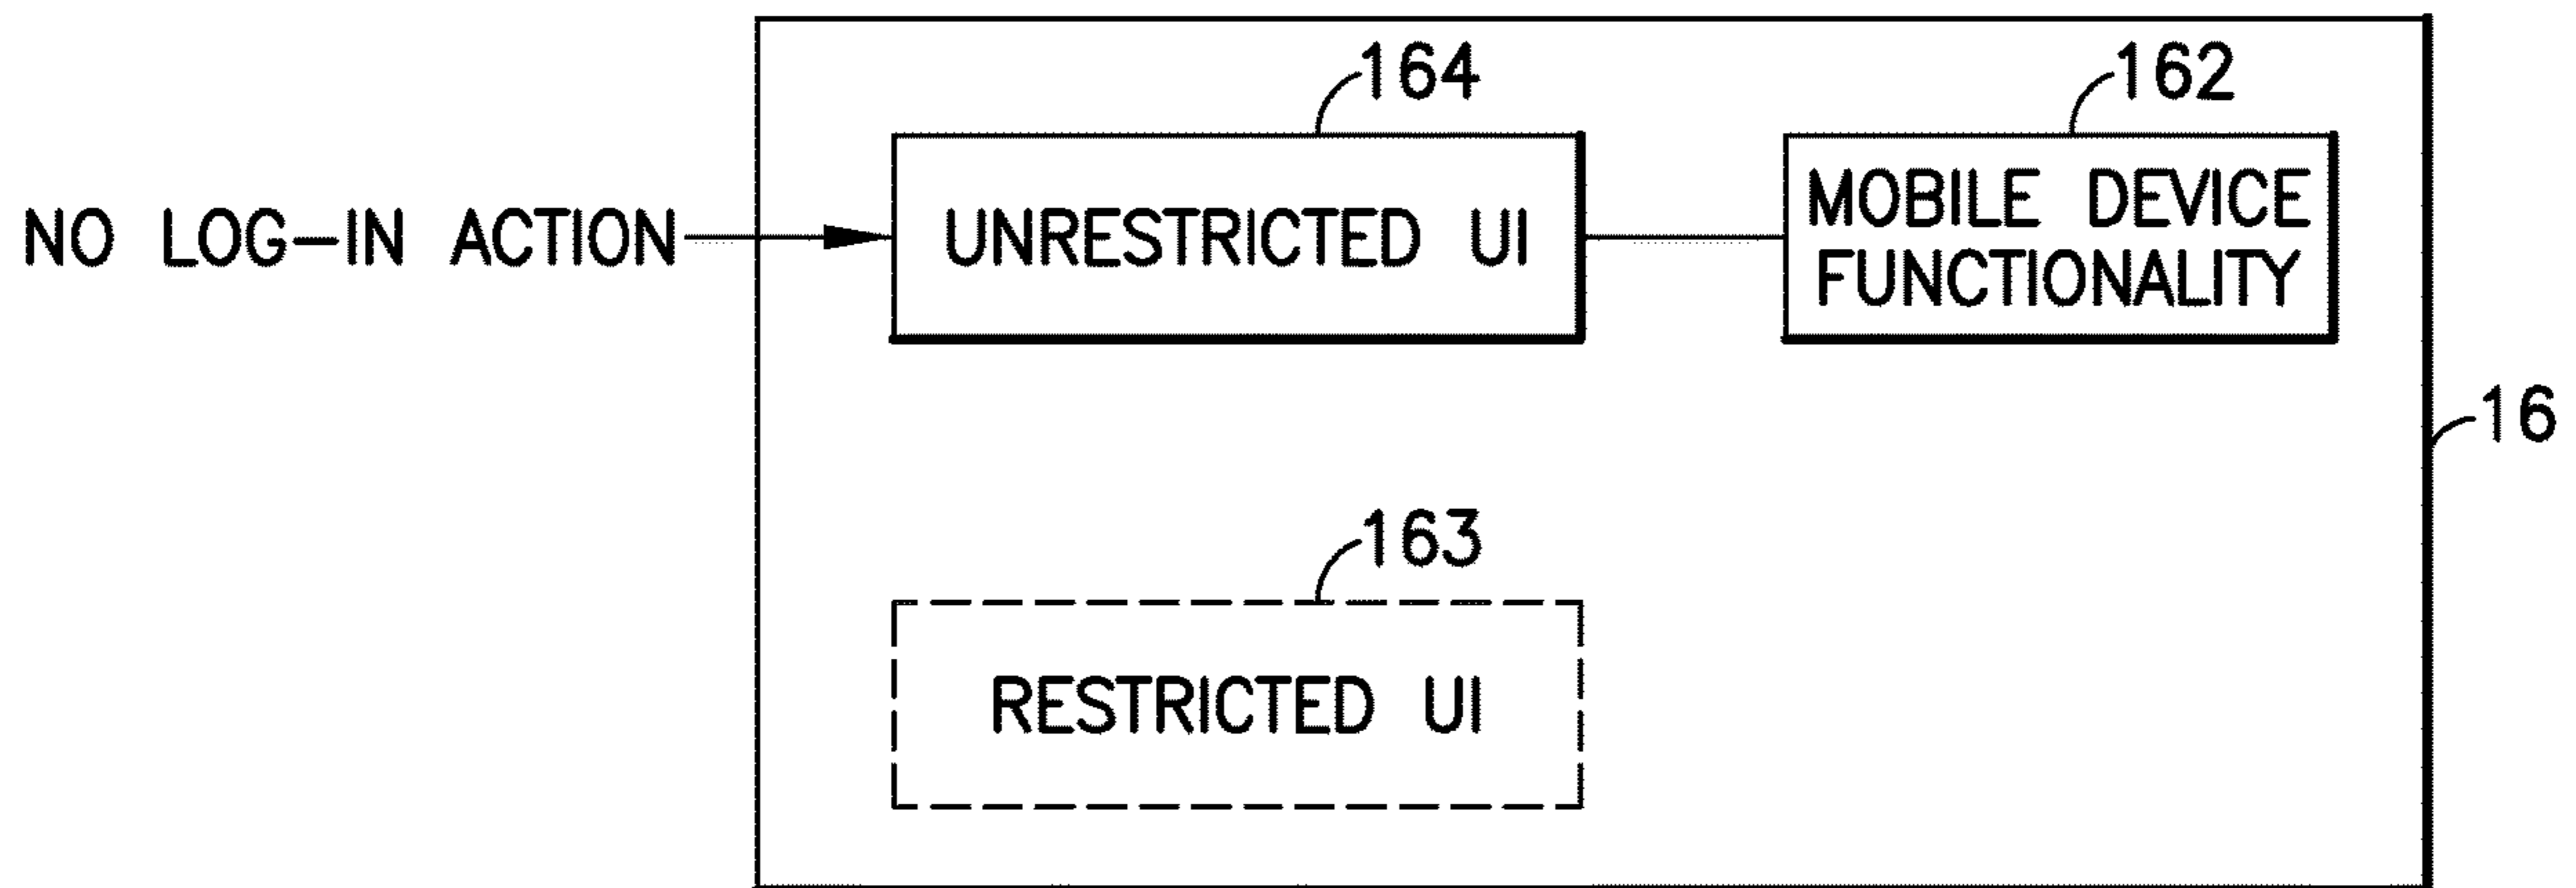 164
162
NO LOG-IN ACTION
UNRESTRICTED UI
MOBILE DEVICE
FUNCTIONALITY
16
163
RESTRICTED UI